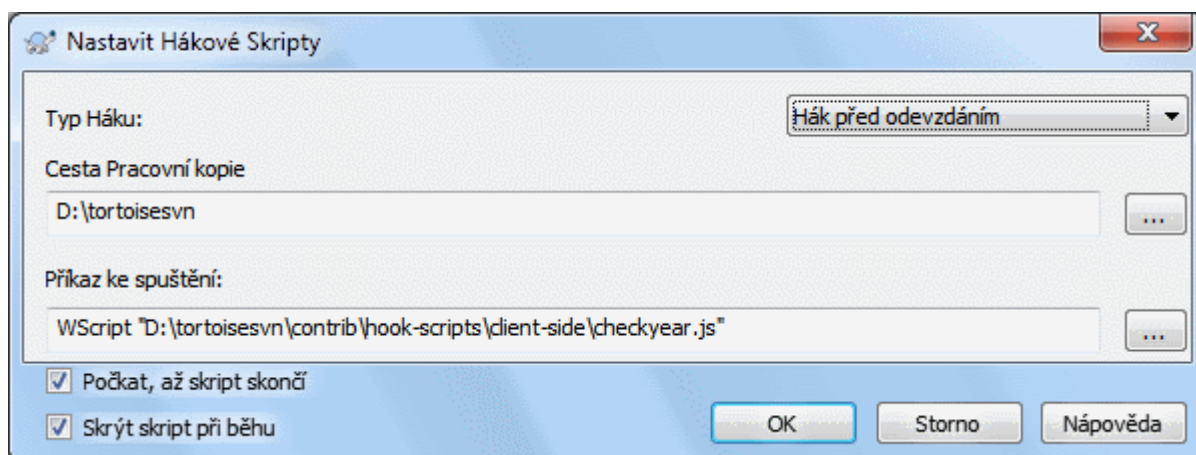 Nastavit Hákové Skripty
Typ Háku: Hák před odevzdáním
Cesta Pracovní kopie
D:\tortoisesvn ...
Příkaz ke spuštění:
WScript "D:\tortoisesvn\contrib\hook-scripts\client-side\checkyear.js" ...
Počkat, až skript skončí
Skrýt skript při běhu OK Storno Nápověda